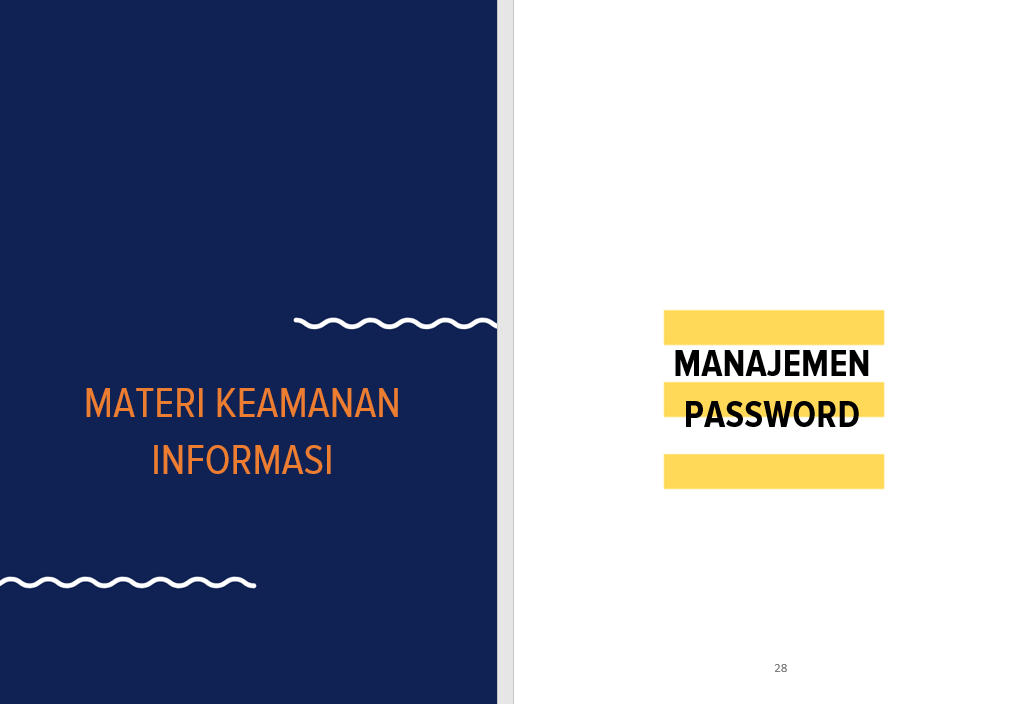 MATERI KEAMANAN
INFORMASI
MANAJEMEN
PASSWORD
28